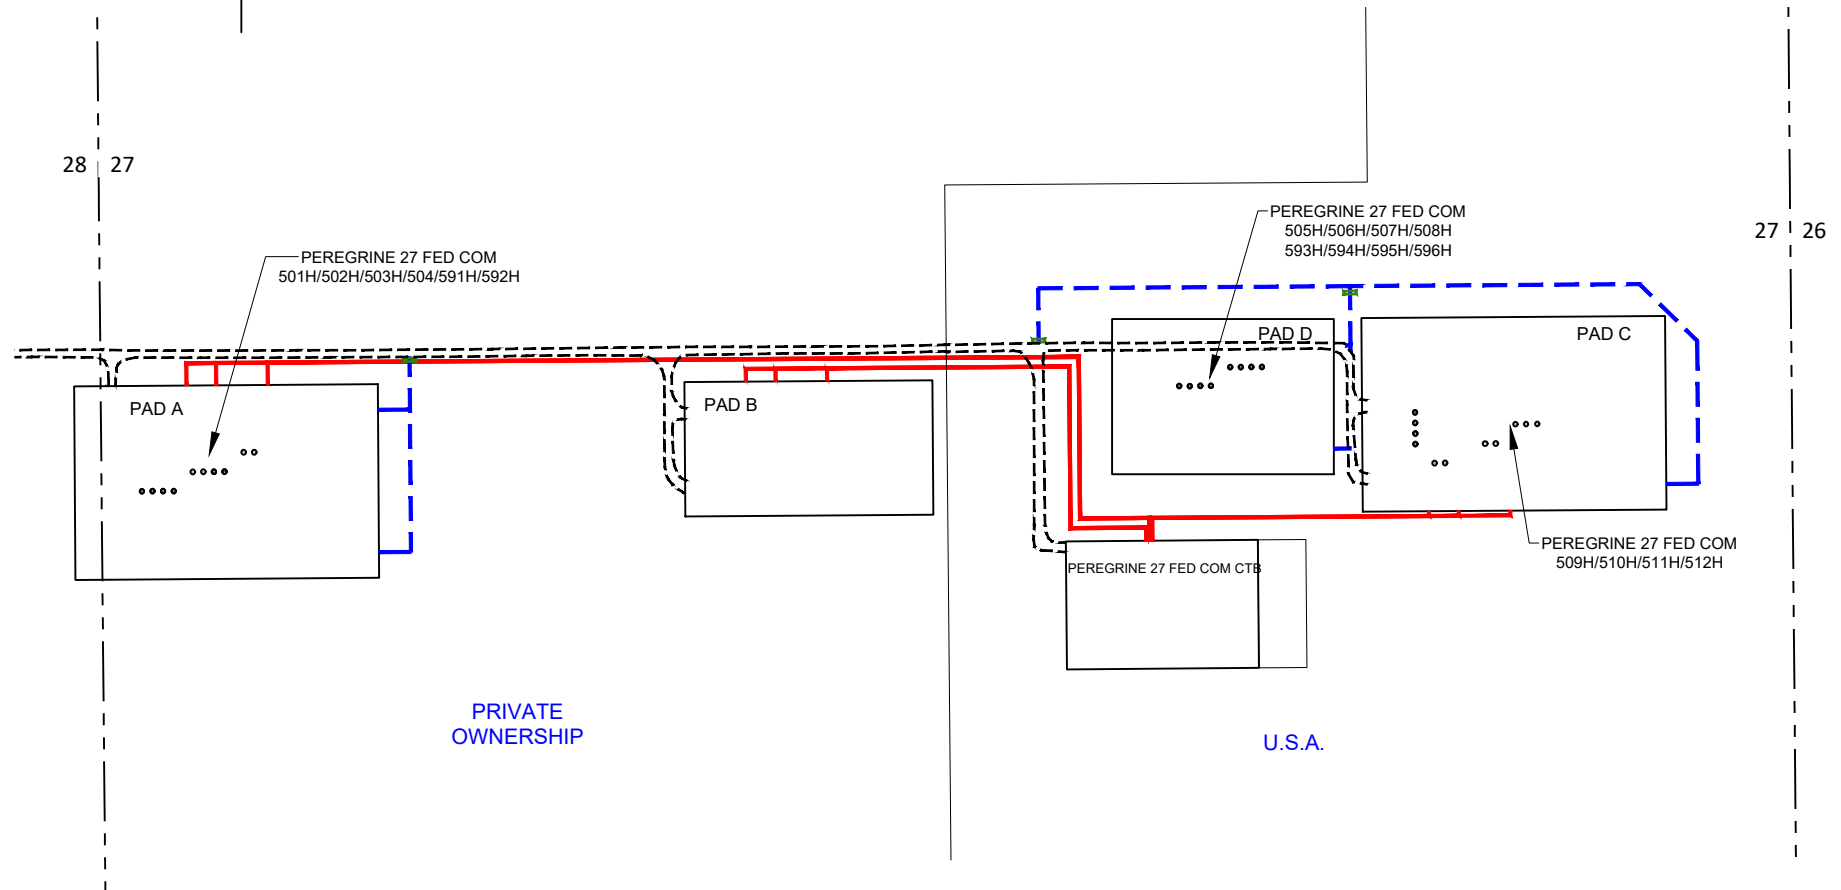 28 27
27 26
PEREGRINE 27 FED COM
501H/502H/503H/504/591H/592H
PEREGRINE 27 FED COM
505H/506H/507H/508H
593H/594H/595H/596H
PAD D
PAD C
PAD A
PAD B
PEREGRINE 27 FED COM
509H/510H/511H/512H
PEREGRINE 27 FED COM CTB
PRIVATE
OWNERSHIP
U.S.A.